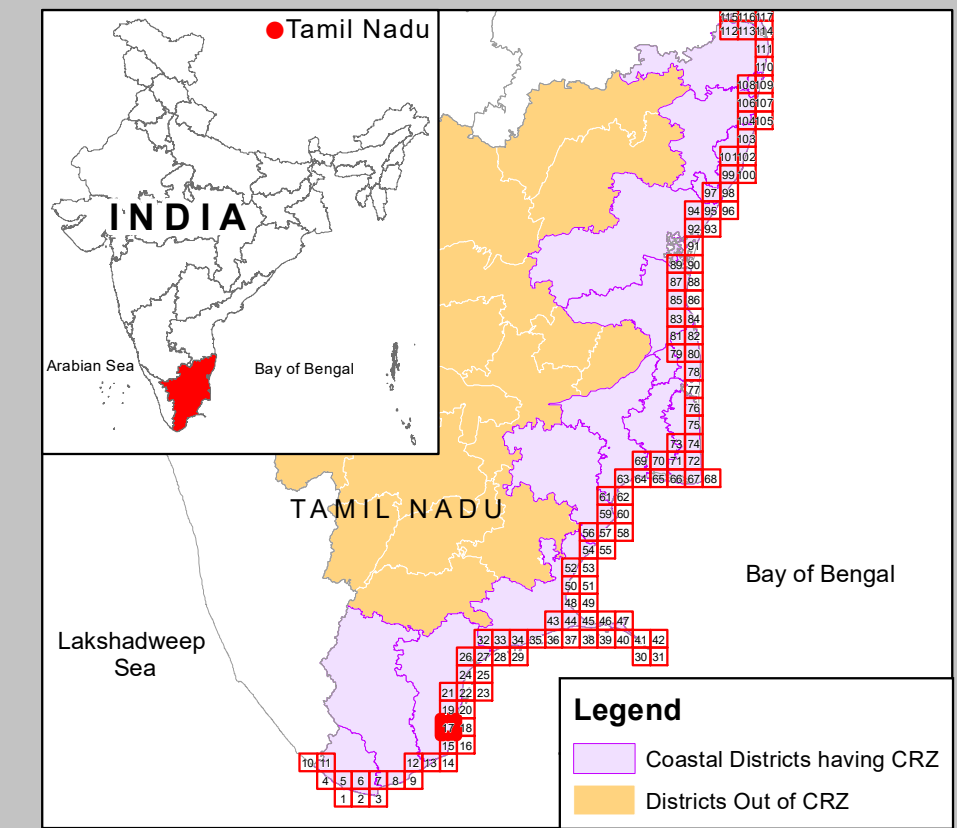 Tamil Nadu
INDIA
Arabian Sea
Bay of Bengal
115 116 117
112 113 114
111
110
108 109
106 107
104 105
103
101 102
99 100
97 98
94 95 96
92 93
91
89 90
87 88
85 86
83 84
81 82
79 80
78
77
76
75
73 74
69 70 71 72
63 64 65 66 67 68
61 62
TAMIL NADU
59 60
56 57 58
54 55
52 53
Bay of Bengal
50 51
48 49
43 44 45 46 47
Lakshadweep
Sea
32 33 34 35 36 37 38 39 40 41 42
26 27 28 29 30 31
24 25
21 22 23
19 20
17 18
15 16
10 11 12 13 14
4 5 6 7 8 9
1 2 3
Legend
Coastal Districts having CRZ
Districts Out of CRZ